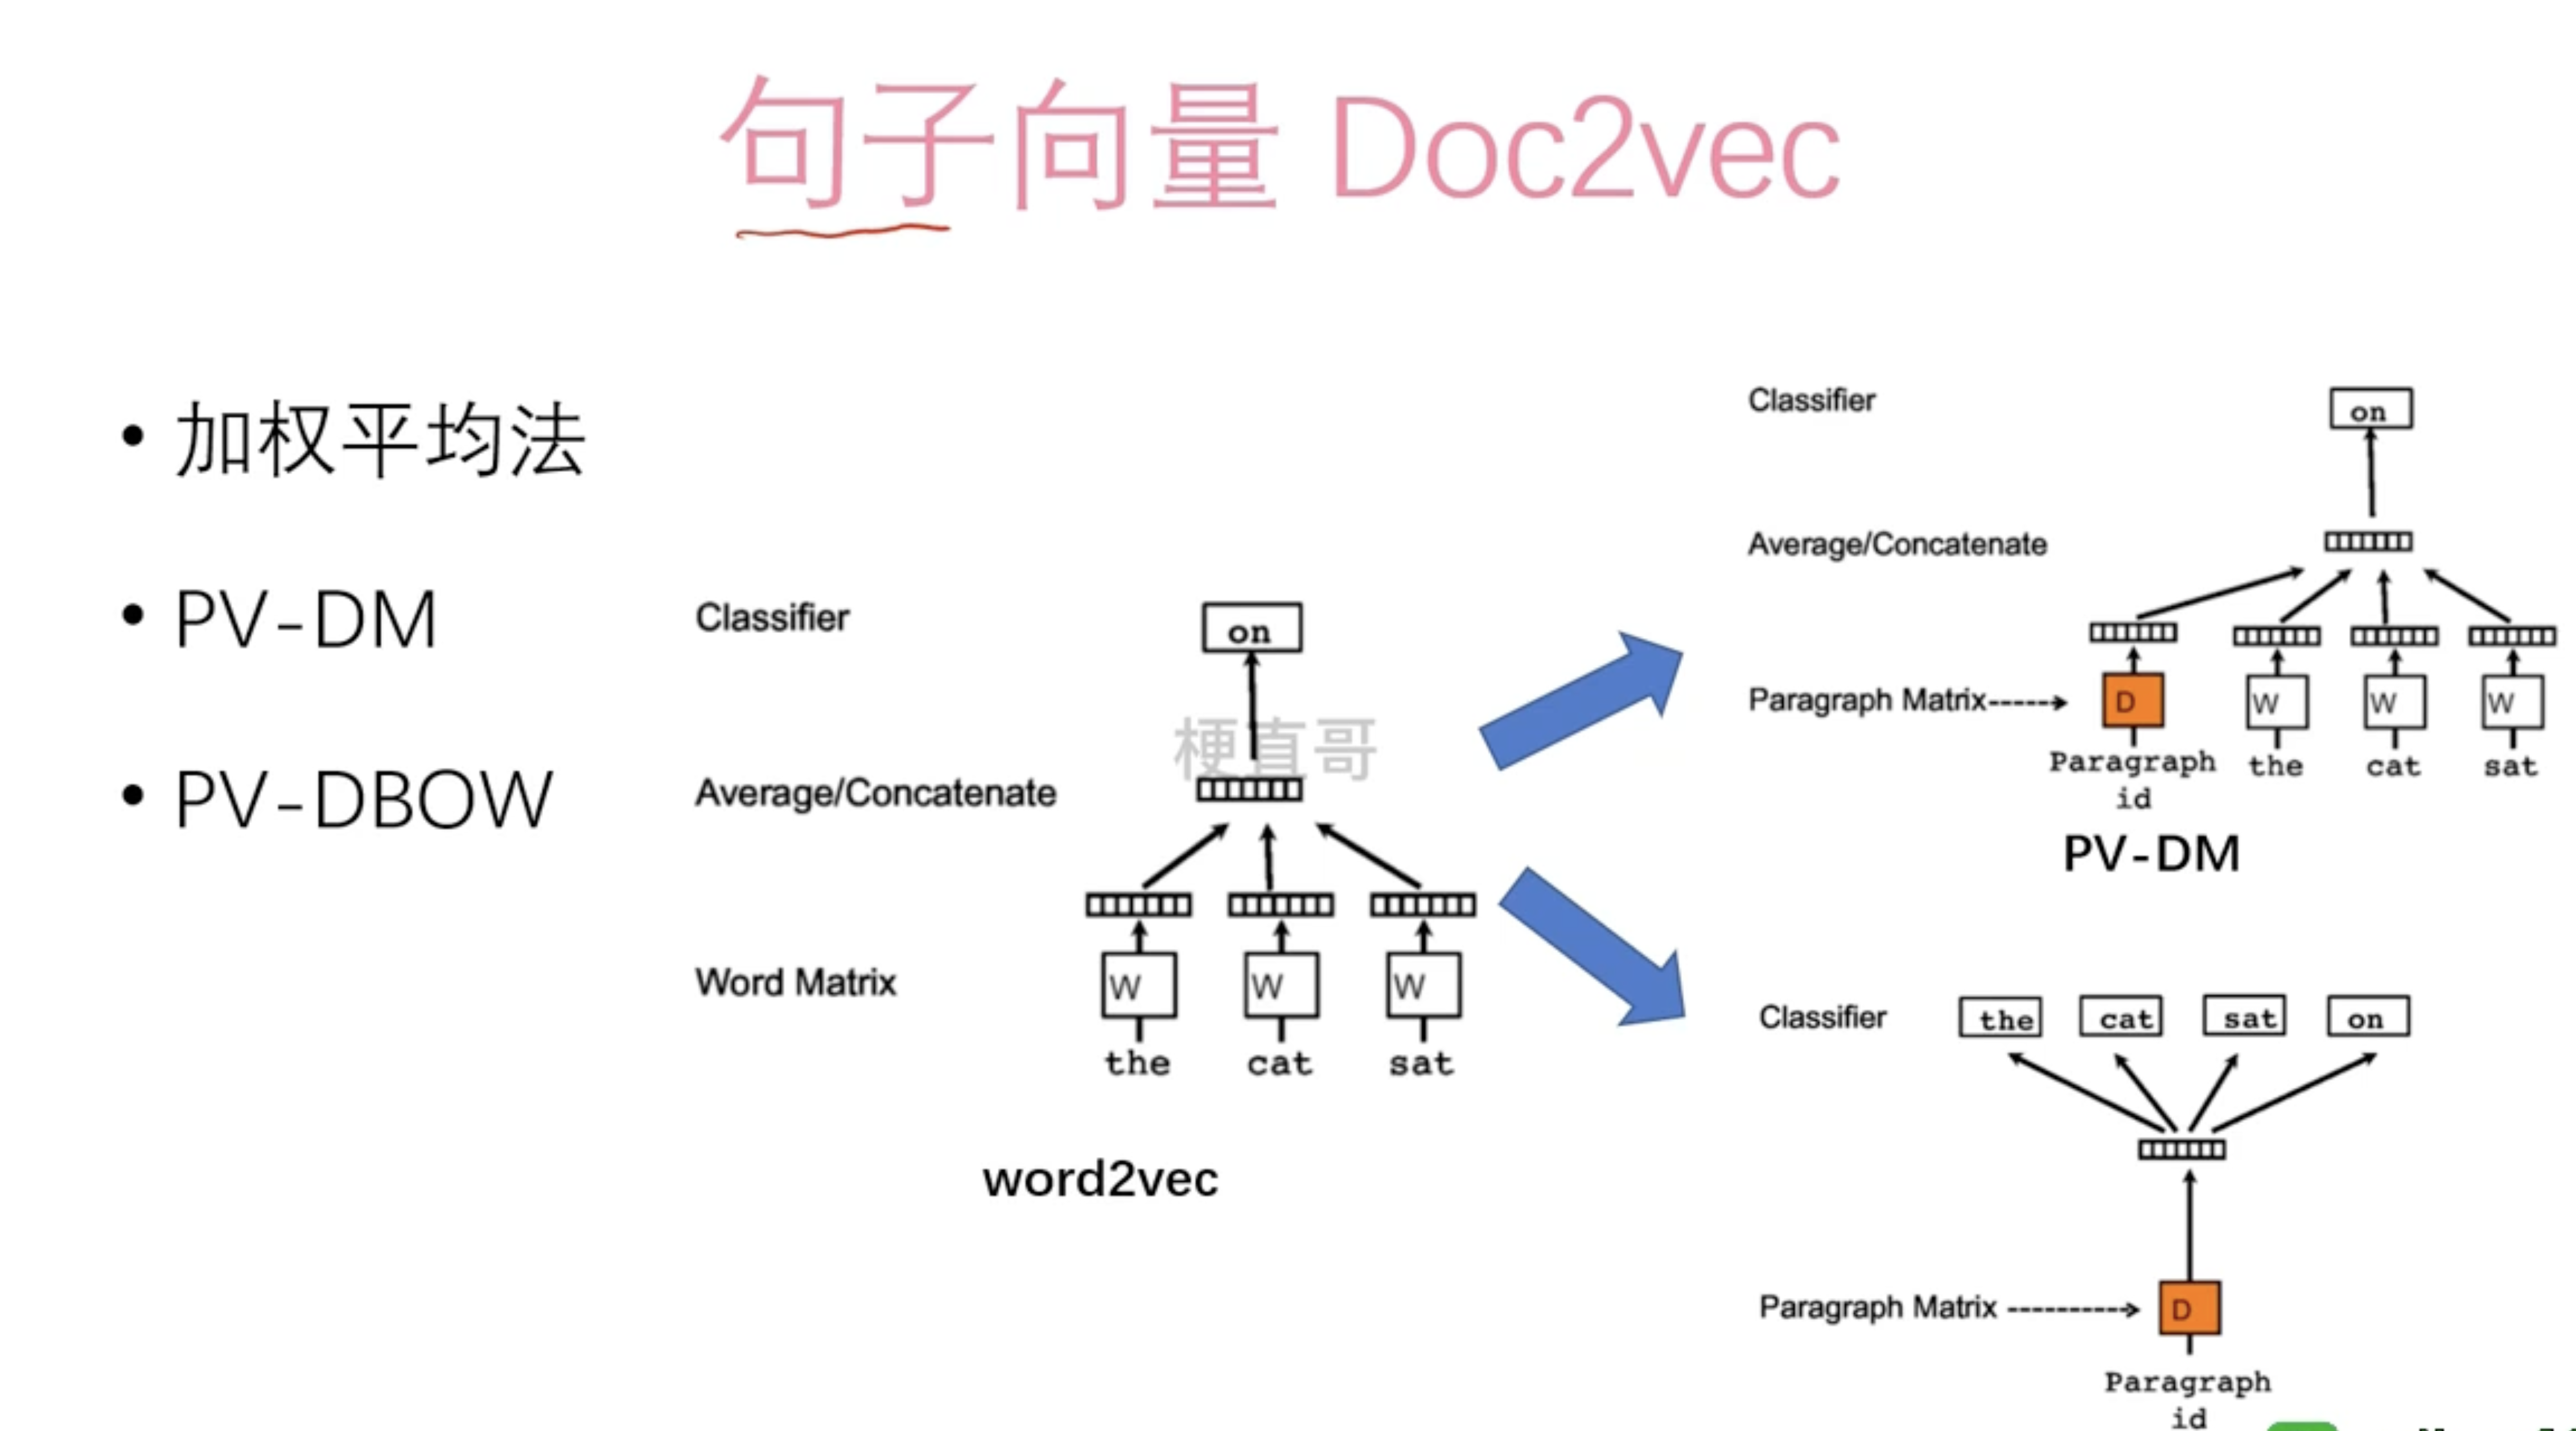 句子向量 Doc2vec
• 加权平均法
• PV-DM
• PV-DBOW
Classifier
on
梗直哥
Average/Concatenate
Word Matrix
W W W
the cat sat
word2vec
Classifier
on
Average/Concatenate
Paragraph Matrix
D W W W
Paragraph id the cat sat
PV-DM
Classifier
the cat sat on
Paragraph Matrix
D
Paragraph
id